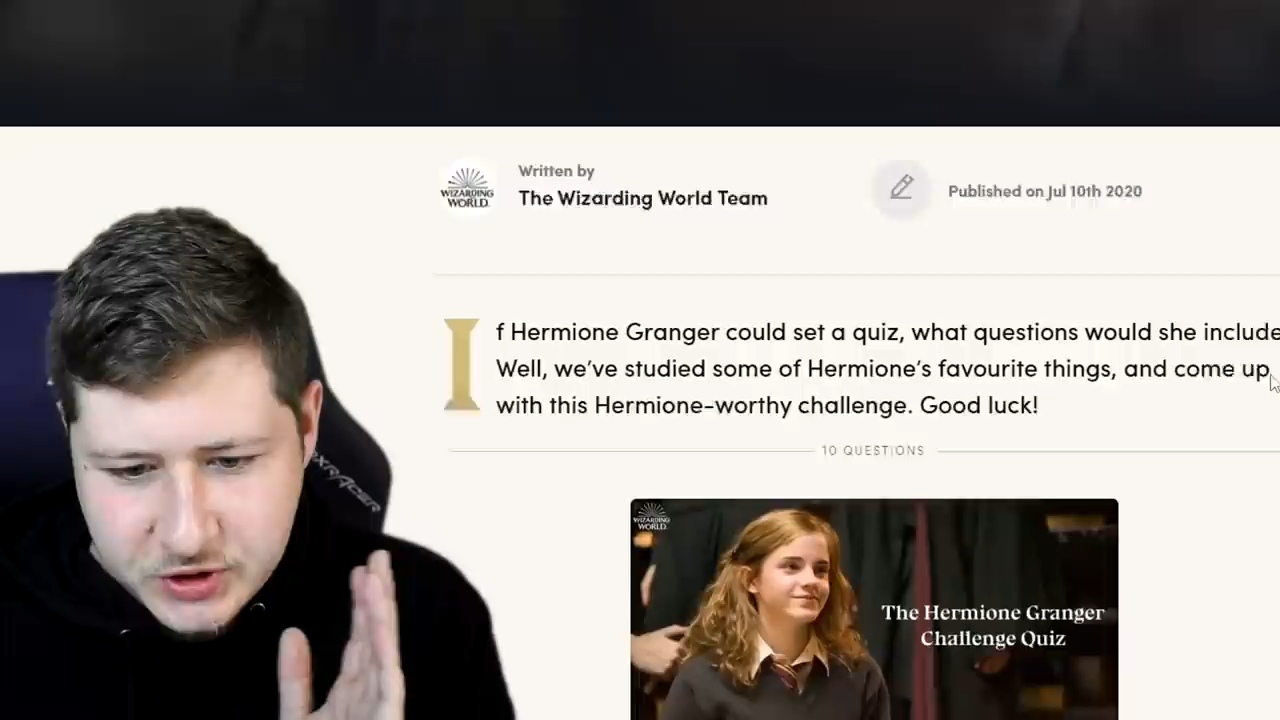 Written by
The Wizarding World Team
WIZARDING
WORLD
Published on Jul 10th 2020
If Hermione Granger could set a quiz, what questions would she include
Well, we've studied some of Hermione's favourite things, and come up
with this Hermione-worthy challenge. Good luck!
10 QUESTIONS
WIZARDING
WORLD
The Hermione Granger
Challenge Quiz